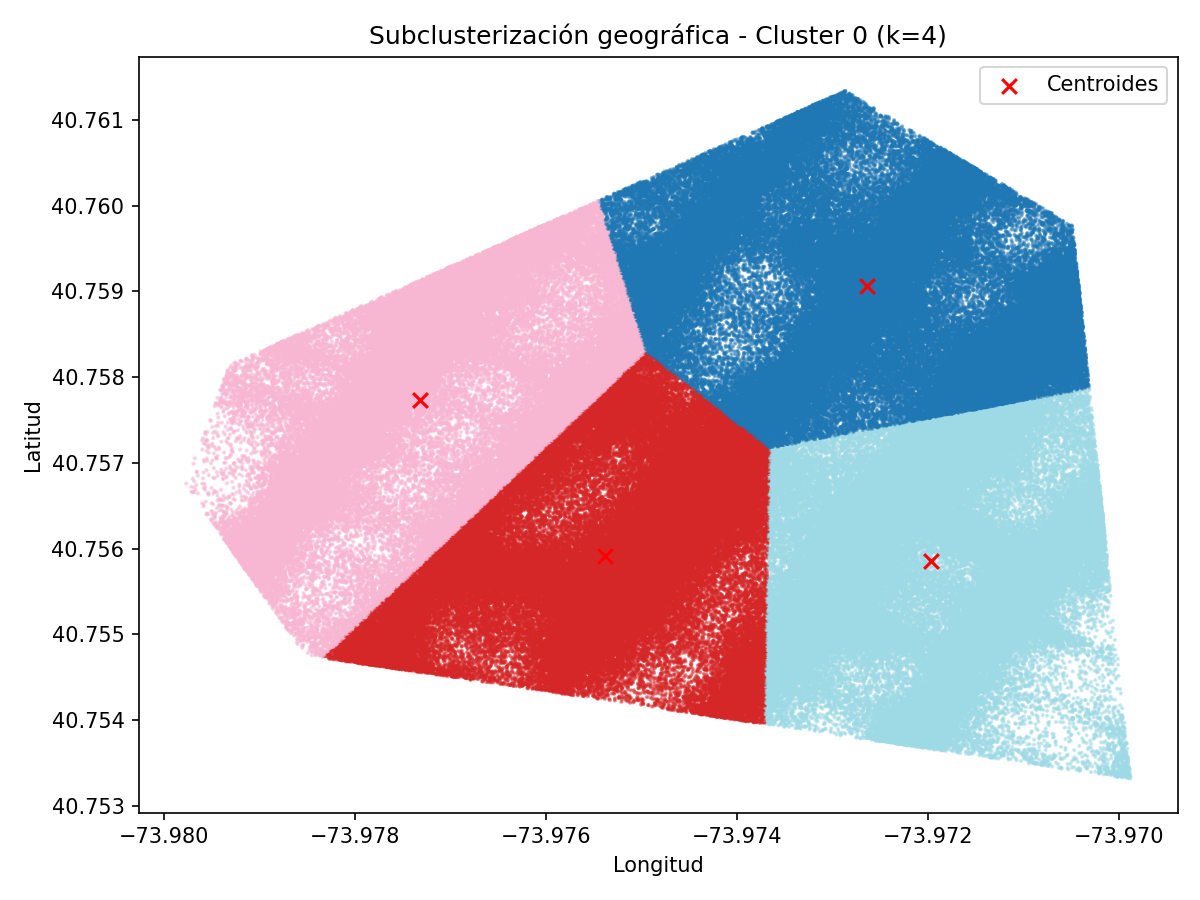 Subclusterización geográfica - Cluster 0 (k=4)
Centroides
40.761
40.760
40.759
40.758
40.757
40.756
40.755
40.754
40.753
Latitud
−73.980 −73.978 −73.976 −73.974 −73.972 −73.970
Longitud